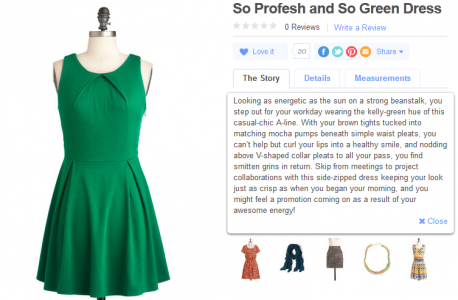 So Profesh and So Green Dress
0 Reviews | Write a Review
Love it 20 Share
The Story Details Measurements
Looking as energetic as the sun on a strong beanstalk, you
step out for your workday wearing the kelly-green hue of this
casual-chic A-line. With your brown tights tucked into
matching mocha pumps beneath simple waist pleats, you
can't help but curl your lips into a healthy smile, and nodding
above V-shaped collar pleats to all your pass, you find
smitten grins in return. Skip from meetings to project
collaborations with this side-zipped dress keeping your look
just as crisp as when you began your morning, and you
might feel a promotion coming on as a result of your
awesome energy!
Close